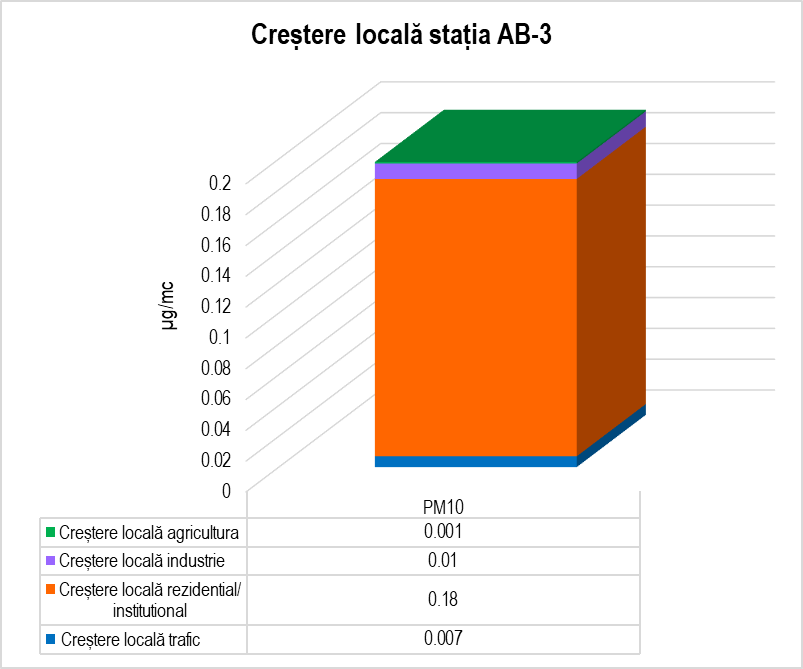 Creștere locală stația AB-3
0.2
0.18
0.16
0.14
0.12
0.1
0.08
0.06
0.04
0.02
0
µg/mc
PM10
Creștere locală agricultura 0.001
Creștere locală industrie 0.01
Creștere locală rezidential/
institutional 0.18
Creștere locală trafic 0.007